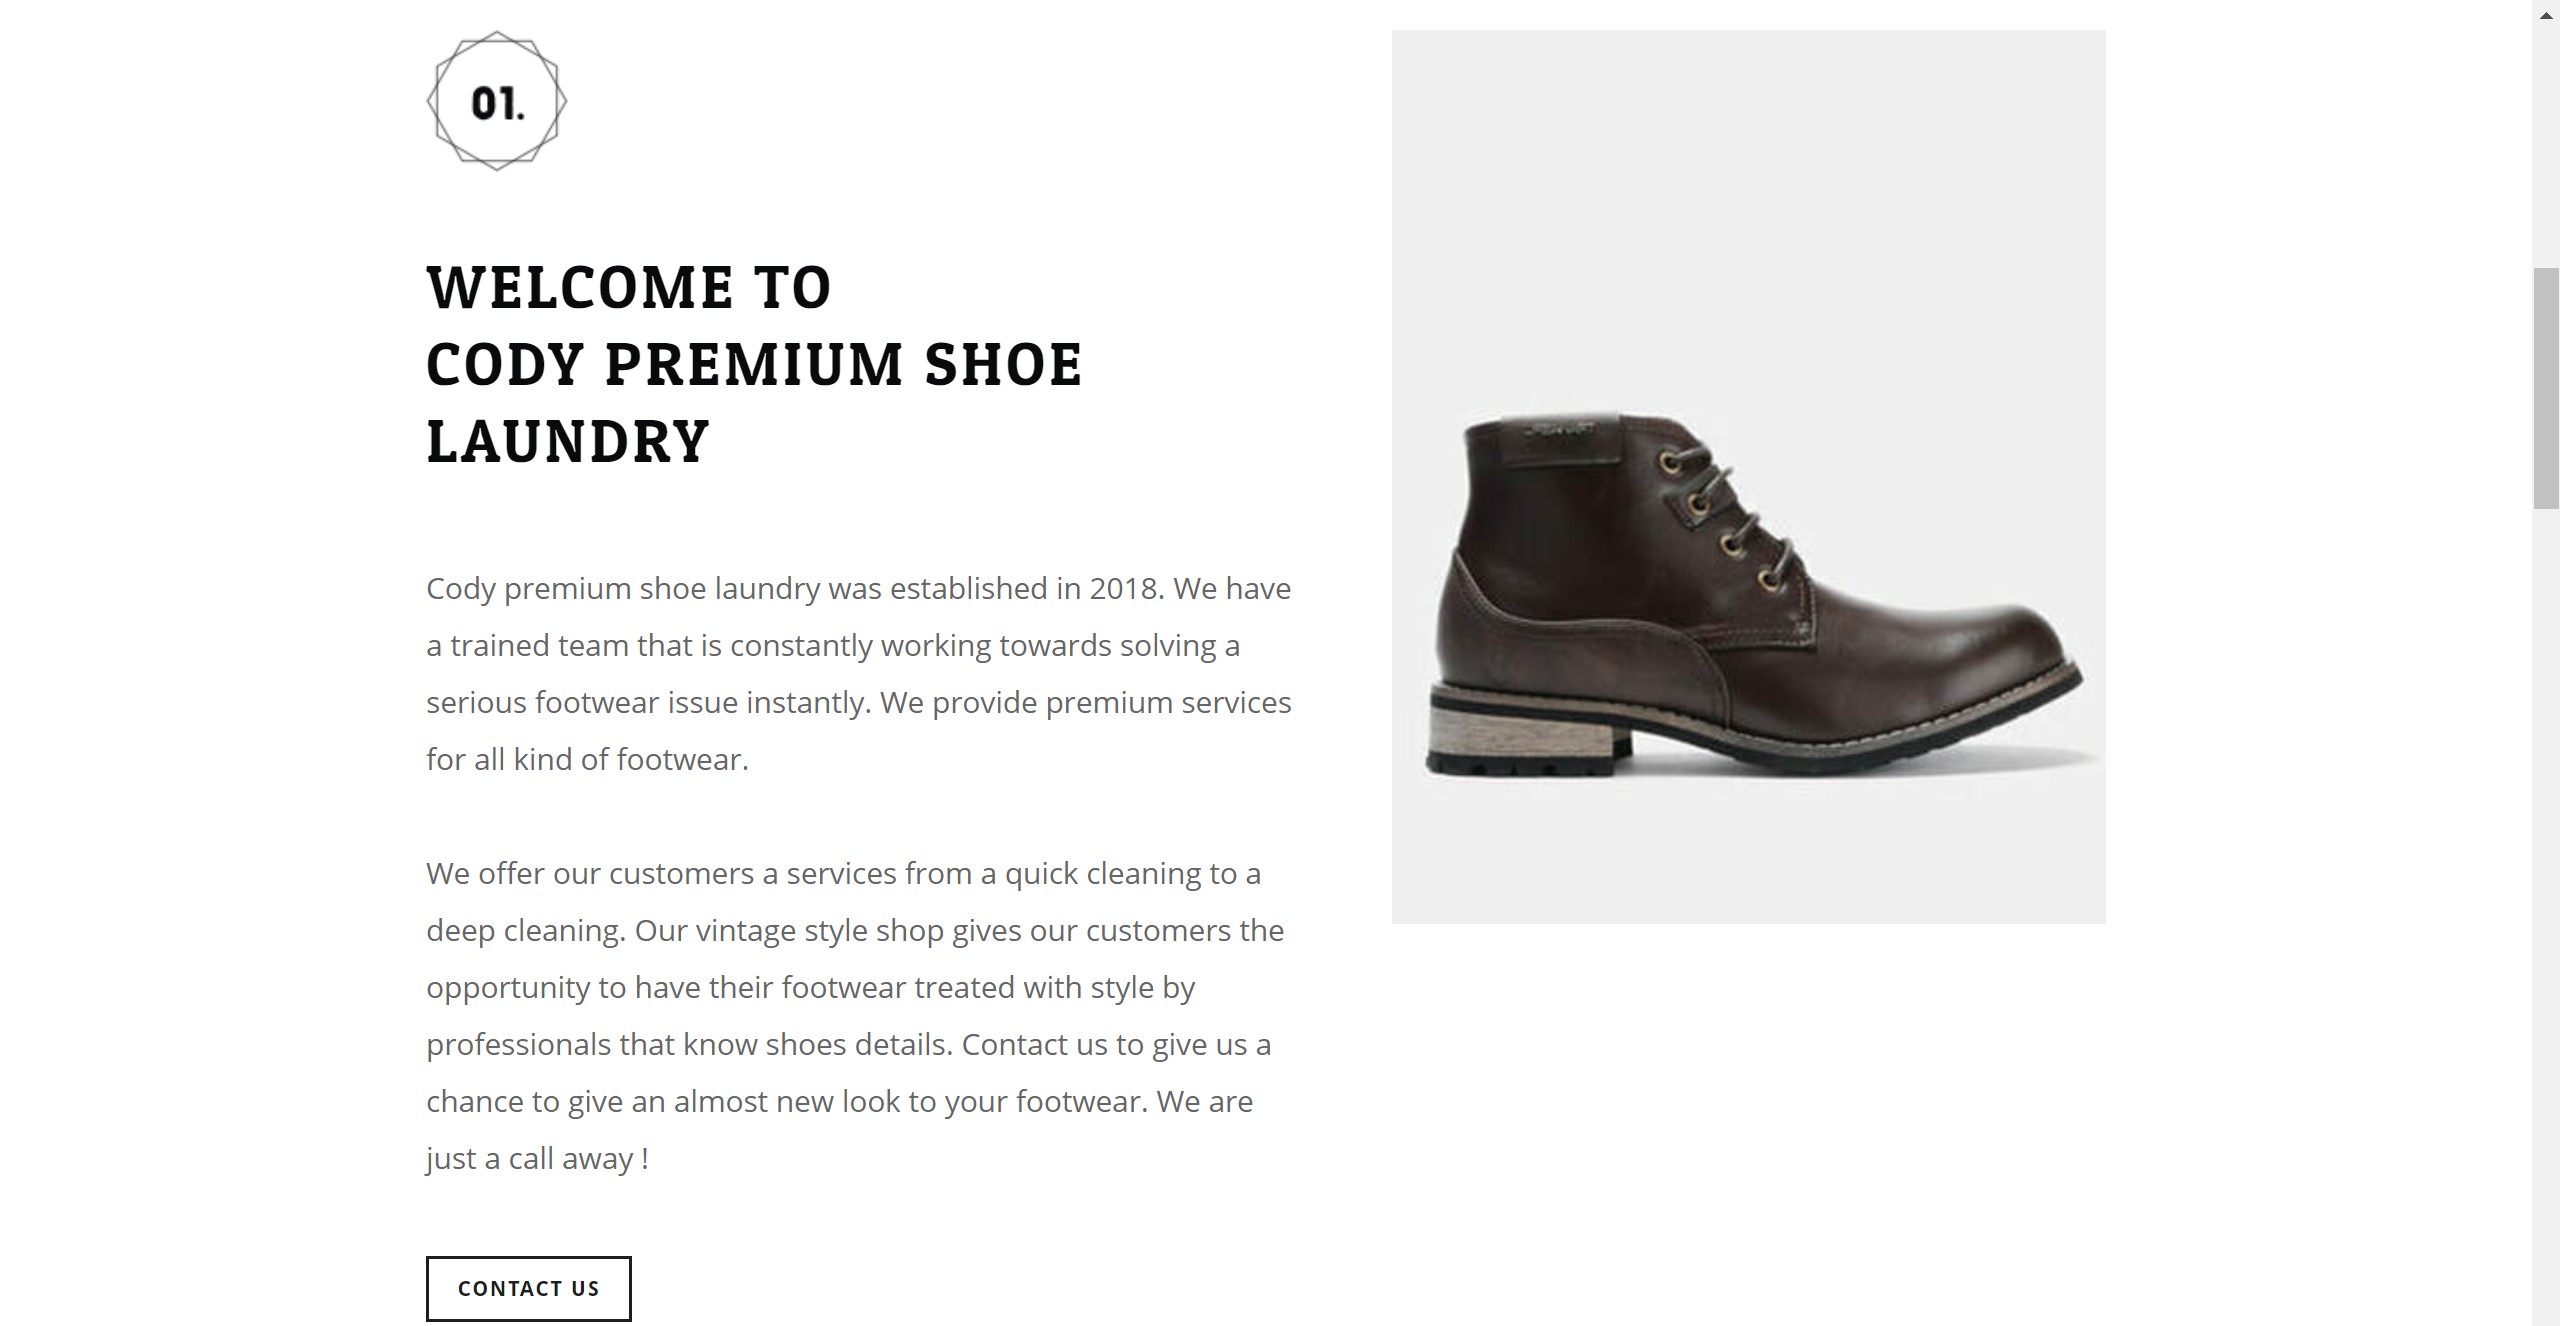 01.
WELCOME TO
CODY PREMIUM SHOE
LAUNDRY
Cody premium shoe laundry was established in 2018. We have
a trained team that is constantly working towards solving a
serious footwear issue instantly. We provide premium services
for all kind of footwear.
We offer our customers a services from a quick cleaning to a
deep cleaning. Our vintage style shop gives our customers the
opportunity to have their footwear treated with style by
professionals that know shoes details. Contact us to give us a
chance to give an almost new look to your footwear. We are
just a call away !
CONTACT US